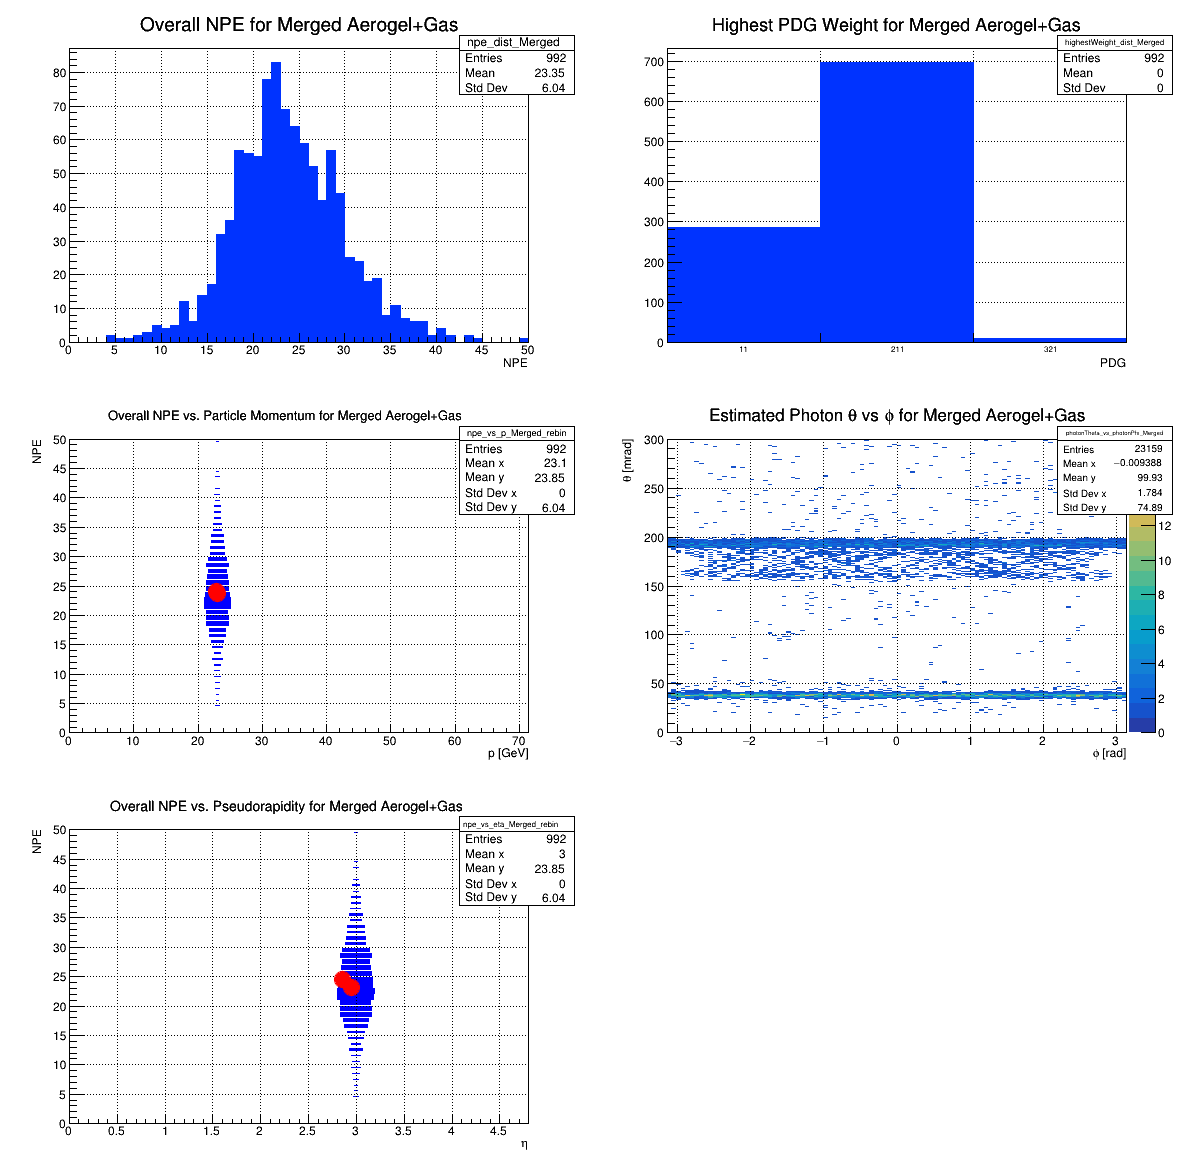 Overall NPE for Merged Aerogel+Gas
npe_dist_Merged
Entries 992
Mean 23.35
Std Dev 6.04
80
70
60
50
40
30
20
10
0
0 5 10 15 20 25 30 35 40 45 50
NPE
Highest PDG Weight for Merged Aerogel+Gas
highestWeight_dist_Merged
Entries 992
Mean 0
Std Dev 0
700
600
500
400
300
200
100
0
11 211 321
PDG
Overall NPE vs. Particle Momentum for Merged Aerogel+Gas
npe_vs_p_Merged_rebin
Entries 992
Mean x 23.1
Mean y 23.85
Std Dev x 0
Std Dev y 6.04
NPE
50
45
40
35
30
25
20
15
10
5
0
0 10 20 30 40 50 60 70
p [GeV]
Estimated Photon θ vs ϕ for Merged Aerogel+Gas
photonTheta_vs_photonPhi_Merged
Entries 23159
Mean x −0.009388
Mean y 99.93
Std Dev x 1.784
Std Dev y 74.89
θ [mrad]
300
250
200
150
100
50
0
−3 −2 −1 0 1 2 3
ϕ [rad]
12
10
8
6
4
2
0
Overall NPE vs. Pseudorapidity for Merged Aerogel+Gas
npe_vs_eta_Merged_rebin
Entries 992
Mean x 3
Mean y 23.85
Std Dev x 0
Std Dev y 6.04
NPE
50
45
40
35
30
25
20
15
10
5
0
0 0.5 1 1.5 2 2.5 3 3.5 4 4.5
η